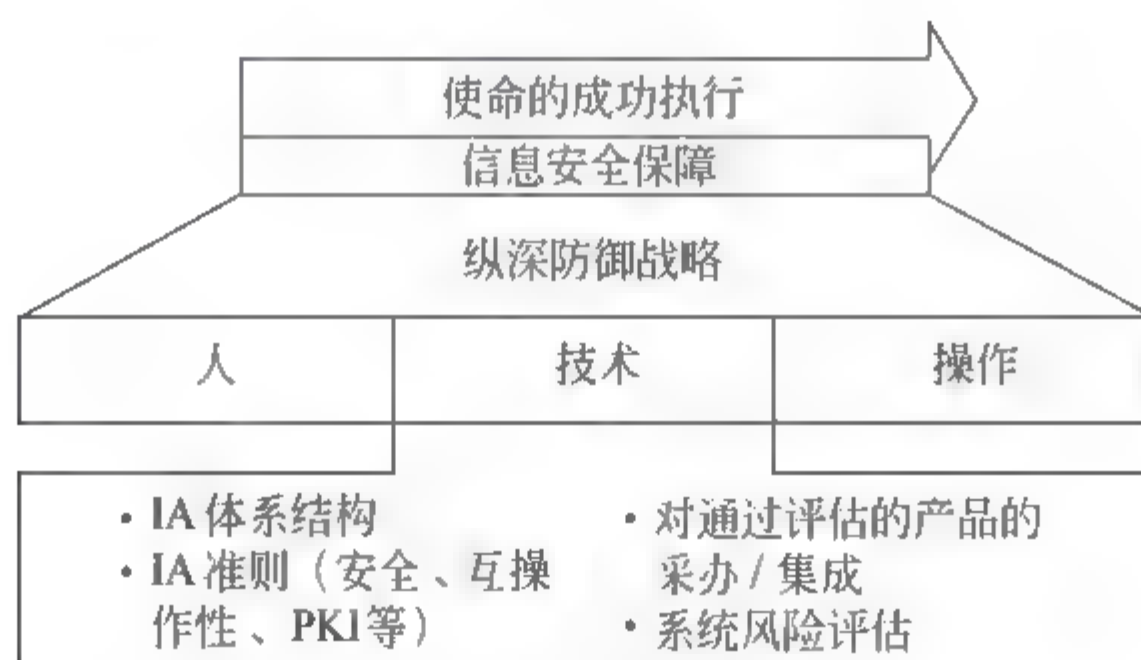 使命的成功执行
信息安全保障
纵深防御战略
人 技术 操作
• IA 体系结构
• IA 准则（安全、互操
作性、PKI等）
• 对通过评估的产品的
采办 / 集成
• 系统风险评估